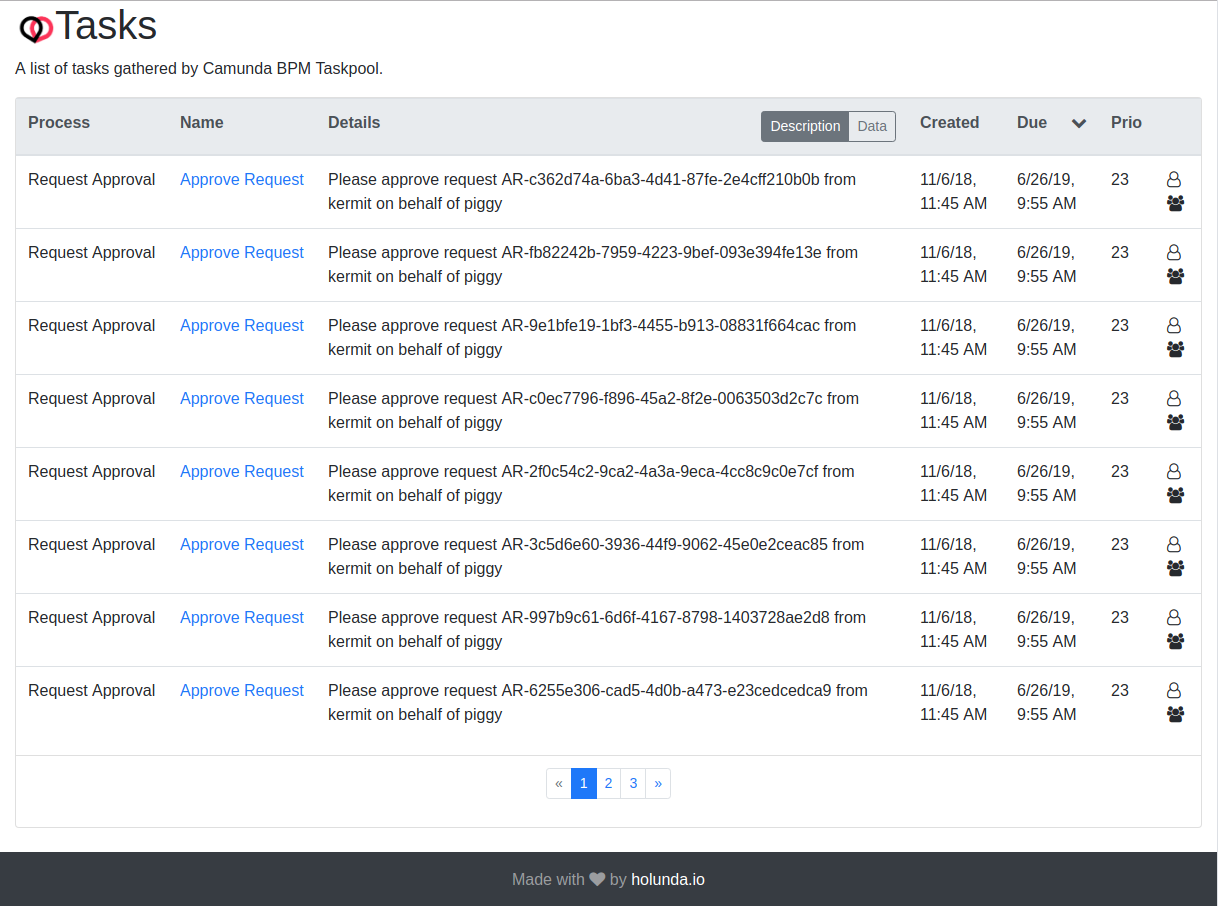 Tasks
A list of tasks gathered by Camunda BPM Taskpool.
Process Name Details Description Data Created Due Prio
Request Approval Approve Request Please approve request AR-c362d74a-6ba3-4d41-87fe-2e4cff210b0b from 11/6/18, 6/26/19, 23
kermit on behalf of piggy 11:45 AM 9:55 AM
Request Approval Approve Request Please approve request AR-fb82242b-7959-4223-9bef-093e394fe13e from 11/6/18, 6/26/19, 23
kermit on behalf of piggy 11:45 AM 9:55 AM
Request Approval Approve Request Please approve request AR-9e1bfe19-1bf3-4455-b913-08831f664cac from 11/6/18, 6/26/19, 23
kermit on behalf of piggy 11:45 AM 9:55 AM
Request Approval Approve Request Please approve request AR-c0ec7796-f896-45a2-8f2e-0063503d2c7c from 11/6/18, 6/26/19, 23
kermit on behalf of piggy 11:45 AM 9:55 AM
Request Approval Approve Request Please approve request AR-2f0c54c2-9ca2-4a3a-9eca-4cc8c9c0e7cf from 11/6/18, 6/26/19, 23
kermit on behalf of piggy 11:45 AM 9:55 AM
Request Approval Approve Request Please approve request AR-3c5d6e60-3936-44f9-9062-45e0e2ceac85 from 11/6/18, 6/26/19, 23
kermit on behalf of piggy 11:45 AM 9:55 AM
Request Approval Approve Request Please approve request AR-997b9c61-6d6f-4167-8798-1403728ae2d8 from 11/6/18, 6/26/19, 23
kermit on behalf of piggy 11:45 AM 9:55 AM
Request Approval Approve Request Please approve request AR-6255e306-cad5-4d0b-a473-e23cedcedca9 from 11/6/18, 6/26/19, 23
kermit on behalf of piggy 11:45 AM 9:55 AM
« 1 2 3 »
Made with ♥ by holunda.io